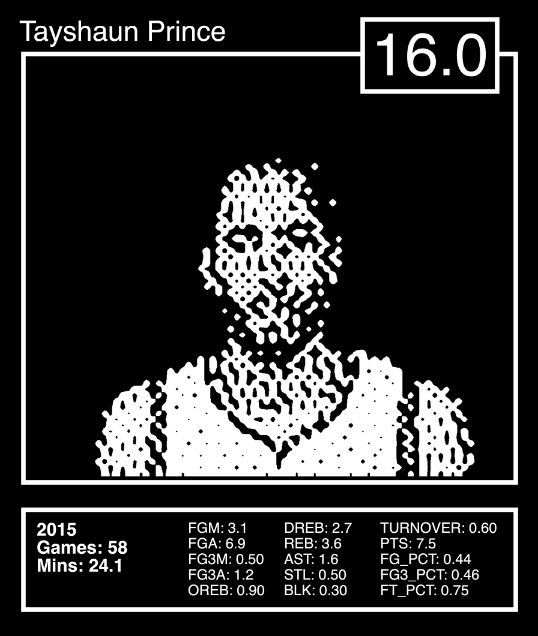 Tayshaun Prince
16.0
2015
Games: 58
Mins: 24.1
FGM: 3.1
FGA: 6.9
FG3M: 0.50
FG3A: 1.2
OREB: 0.90
DREB: 2.7
REB: 3.6
AST: 1.6
STL: 0.50
BLK: 0.30
TURNOVER: 0.60
PTS: 7.5
FG_PCT: 0.44
FG3_PCT: 0.46
FT_PCT: 0.75